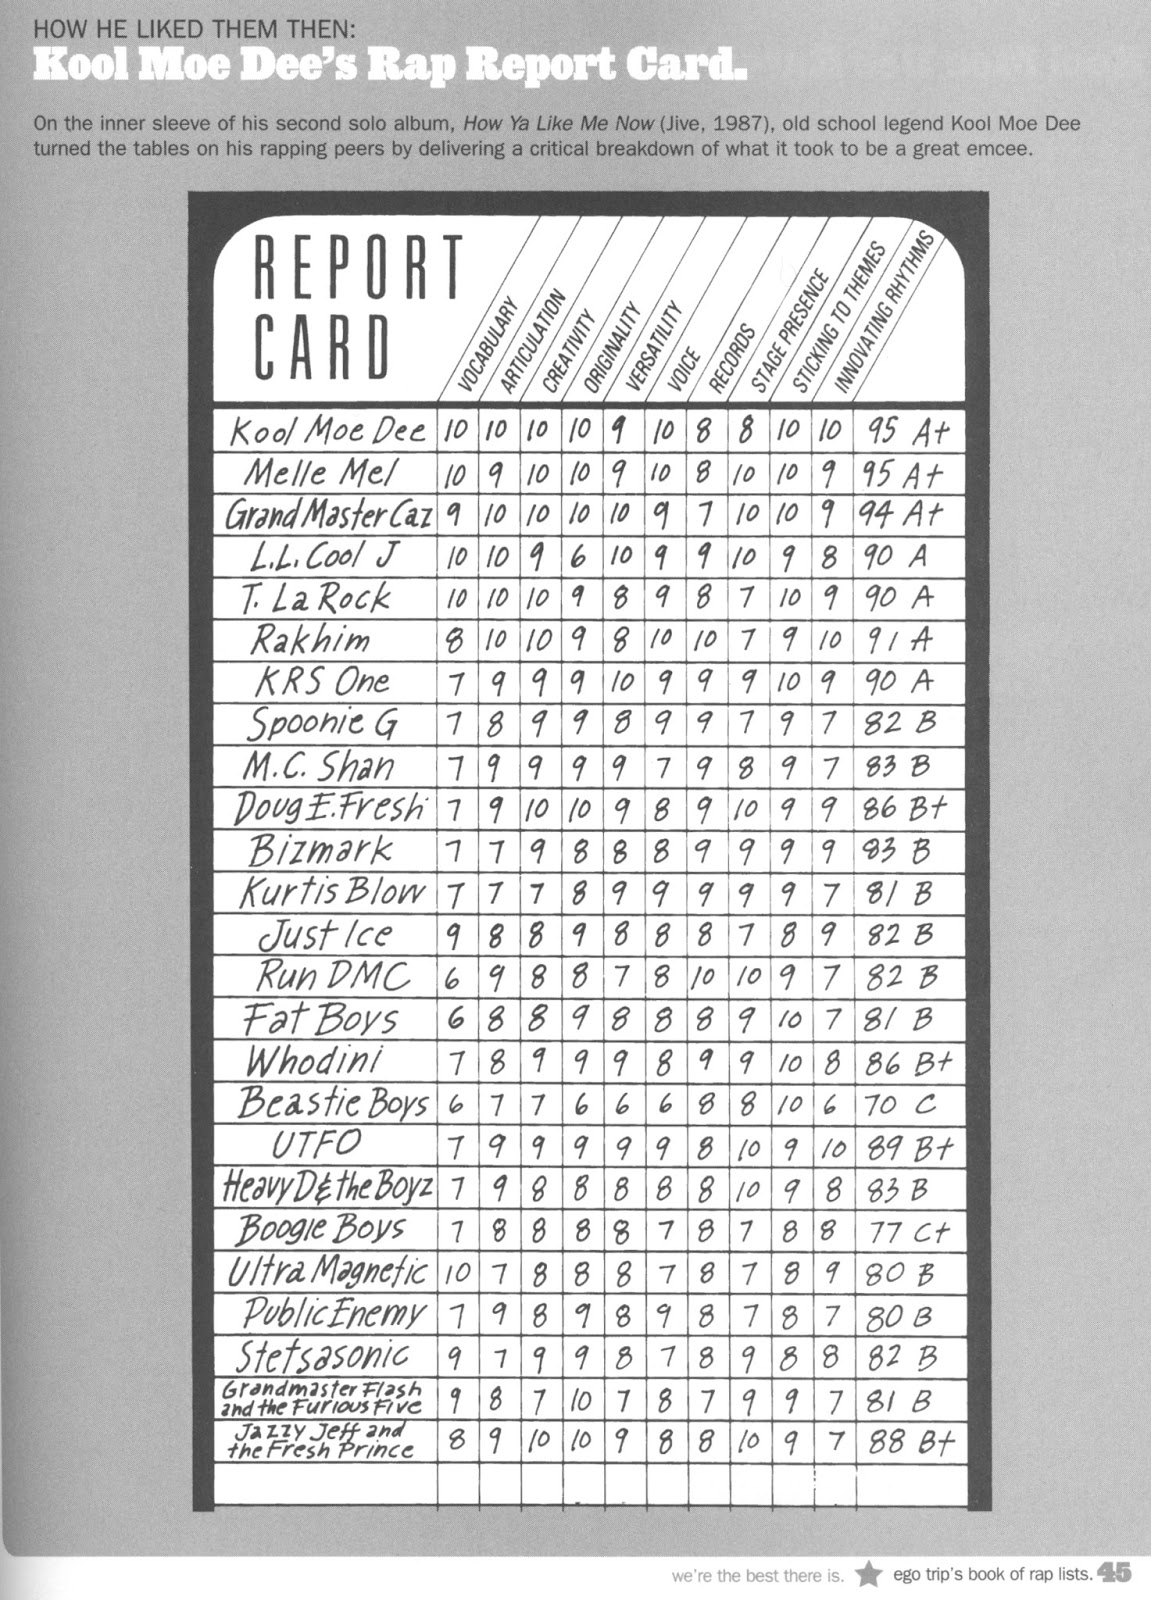 HOW HE LIKED THEM THEN:
Kool Moe Dee's Rap Report Card.
On the inner sleeve of his second solo album, How Ya Like Me Now (Jive, 1987), old school legend Kool Moe Dee
turned the tables on his rapping peers by delivering a critical breakdown of what it took to be a great emcee.
REPORT
CARD
VOCABULARY
ARTICULATION
CREATIVITY
ORIGINALITY
VERSATILITY
VOICE
RECORDS
STAGE PRESENCE
STICKING TO THEMES
INNOVATING RHYTHMS
Kool Moe Dee 10 10 10 10 9 10 8 8 10 10 95 A+
Melle Mel 10 9 10 10 9 10 8 10 10 9 95 A+
Grand Master Caz 9 10 10 10 10 9 7 10 10 9 94 A+
L.L. Cool J 10 10 9 6 10 9 9 10 9 8 90 A
T. La Rock 10 10 10 9 8 9 8 7 10 9 90 A
Rakhim 8 10 10 9 8 10 10 7 9 10 91 A
KRS One 7 9 9 9 10 9 9 9 10 9 90 A
Spoonie G 7 8 9 9 8 9 9 7 9 7 82 B
M.C. Shan 7 9 9 9 9 7 9 8 9 7 83 B
Doug E. Fresh 7 9 10 10 9 8 9 10 9 9 86 B+
Bizmark 7 7 9 8 8 8 9 9 9 9 83 B
Kurtis Blow 7 7 7 8 9 9 9 9 9 7 81 B
Just Ice 9 8 8 9 8 8 8 7 8 9 82 B
Run DMC 6 9 8 8 7 8 10 10 9 7 82 B
Fat Boys 6 8 8 9 8 8 8 9 10 7 81 B
Whodini 7 8 9 9 9 8 9 9 10 8 86 B+
Beastie Boys 6 7 7 6 6 6 8 8 10 6 70 C
UTFO 7 9 9 9 9 9 8 10 9 10 89 B+
Heavy D & the Boyz 7 9 8 8 8 8 8 10 9 8 83 B
Boogie Boys 7 8 8 8 8 7 8 7 8 8 77 C+
Ultra Magnetic 10 7 8 8 8 7 8 7 8 9 80 B
Public Enemy 7 9 8 9 8 9 8 7 8 7 80 B
Stetsasonic 9 7 9 9 8 7 8 9 8 8 82 B
Grandmaster Flash
and the Furious Five 9 8 7 10 7 8 7 9 9 7 81 B
Jazzy Jeff and
the Fresh Prince 8 9 10 10 9 8 8 10 9 7 88 B+
we're the best there is. ego trip's book of rap lists. 45